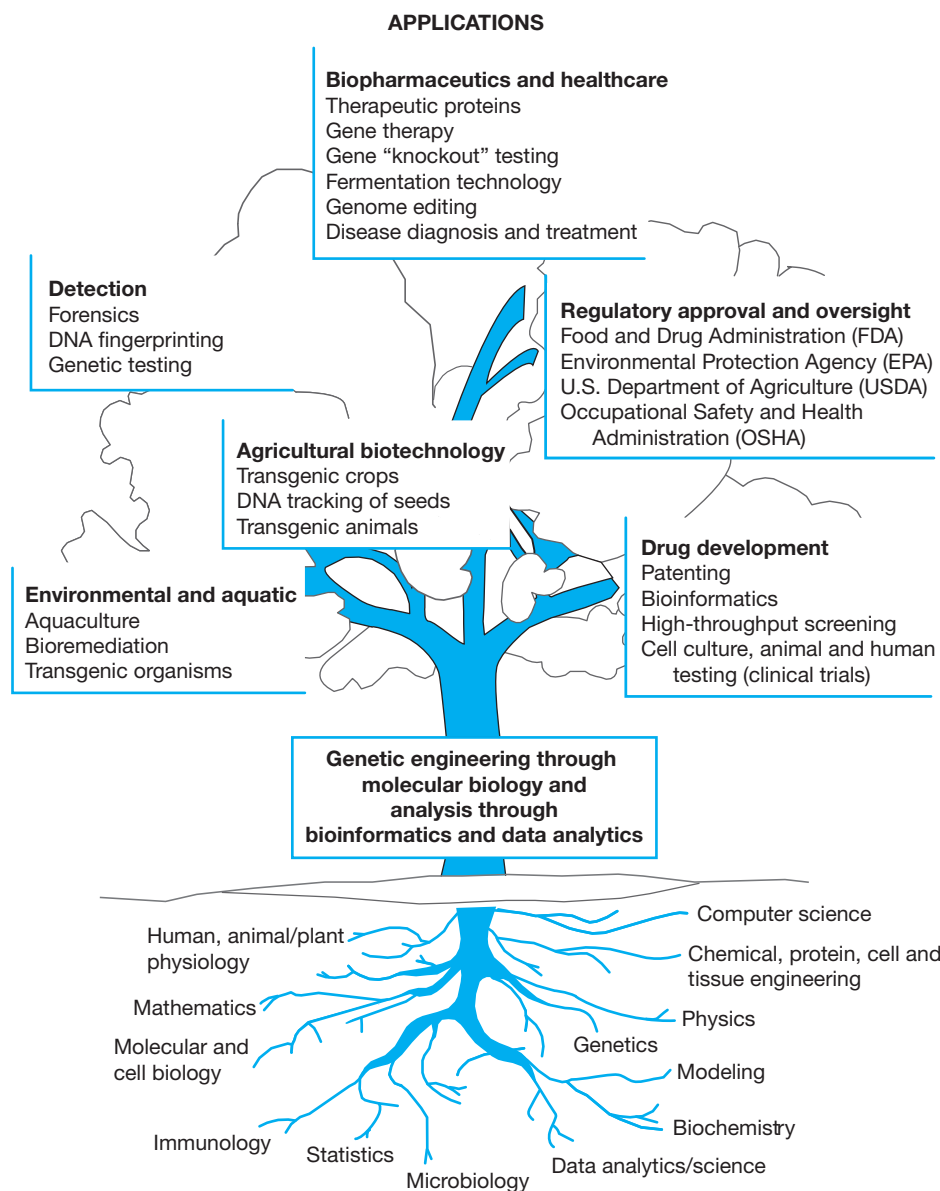 APPLICATIONS
Biopharmaceutics and healthcare
Therapeutic proteins
Gene therapy
Gene “knockout” testing
Fermentation technology
Genome editing
Disease diagnosis and treatment
Detection
Forensics
DNA fingerprinting
Genetic testing
Regulatory approval and oversight
Food and Drug Administration (FDA)
Environmental Protection Agency (EPA)
U.S. Department of Agriculture (USDA)
Occupational Safety and Health
Administration (OSHA)
Agricultural biotechnology
Transgenic crops
DNA tracking of seeds
Transgenic animals
Drug development
Patenting
Bioinformatics
High-throughput screening
Cell culture, animal and human
testing (clinical trials)
Environmental and aquatic
Aquaculture
Bioremediation
Transgenic organisms
Genetic engineering through
molecular biology and
analysis through
bioinformatics and data analytics
Computer science
Human, animal/plant
physiology
Chemical, protein, cell and
tissue engineering
Mathematics
Physics
Genetics
Molecular and
cell biology
Modeling
Immunology
Biochemistry
Statistics
Data analytics/science
Microbiology